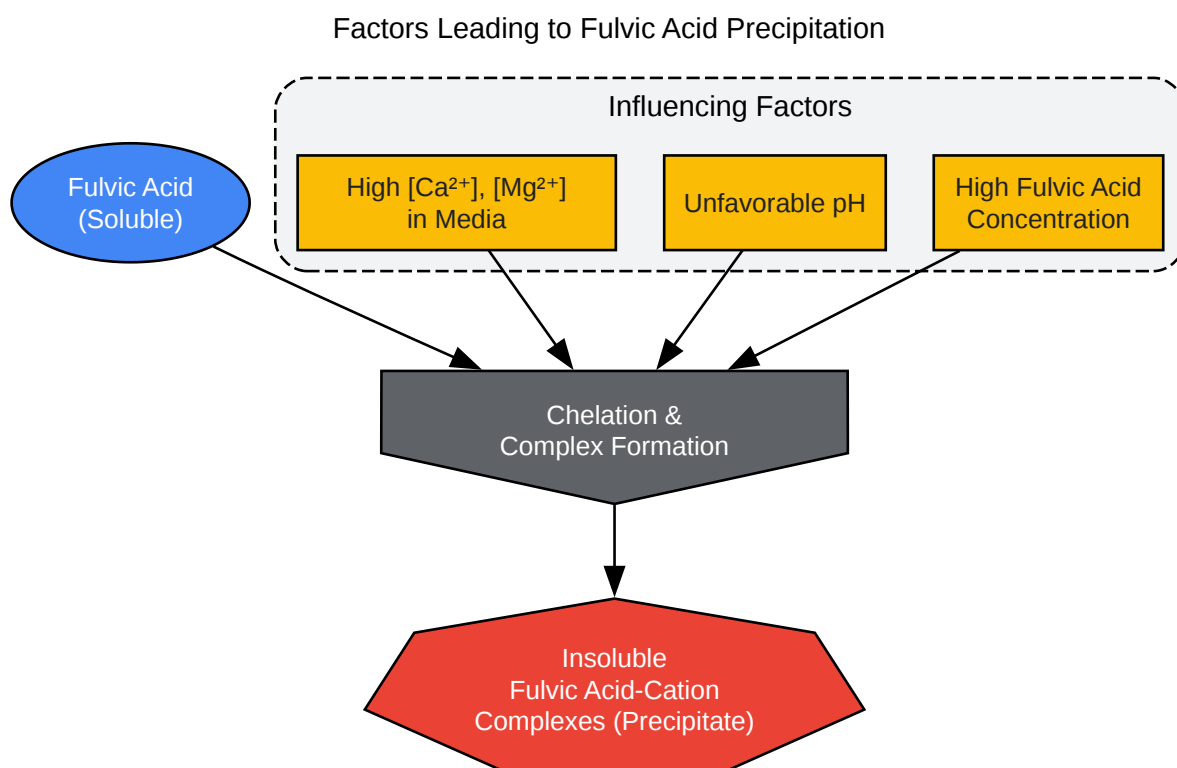 Factors Leading to Fulvic Acid Precipitation
Influencing Factors
Fulvic Acid
(Soluble)
High [Ca²⁺], [Mg²⁺]
in Media
Unfavorable pH
High Fulvic Acid
Concentration
Chelation &
Complex Formation
Insoluble
Fulvic Acid-Cation
Complexes (Precipitate)